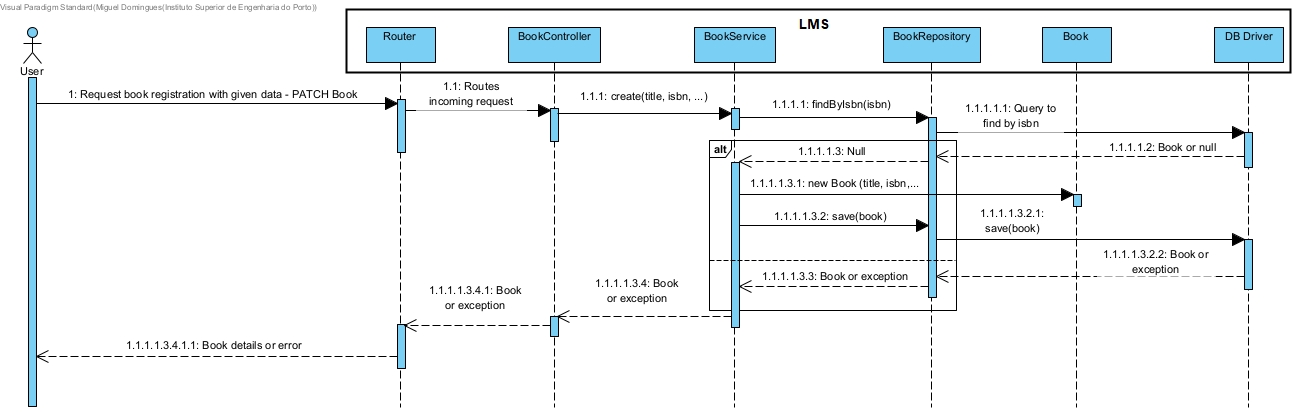 Visual Paradigm Standard(Miguel Domingues(Instituto Superior de Engenharia do Porto))
LMS
Router
BookController
BookService
BookRepository
Book
DB Driver
User
1: Request book registration with given data - PATCH Book
1.1: Routes
incoming request
1.1.1: create(title, isbn, ...)
1.1.1.1: findByIsbn(isbn)
1.1.1.1.1: Query to
find by isbn
alt
1.1.1.1.3: Null
1.1.1.1.2: Book or null
1.1.1.1.3.1: new Book (title, isbn,...
1.1.1.1.3.2: save(book)
1.1.1.1.3.2.1:
save(book)
1.1.1.1.3.2.2: Book or
exception
1.1.1.1.3.3: Book or exception
1.1.1.1.3.4: Book
or exception
1.1.1.1.3.4.1: Book
or exception
1.1.1.1.3.4.1.1: Book details or error